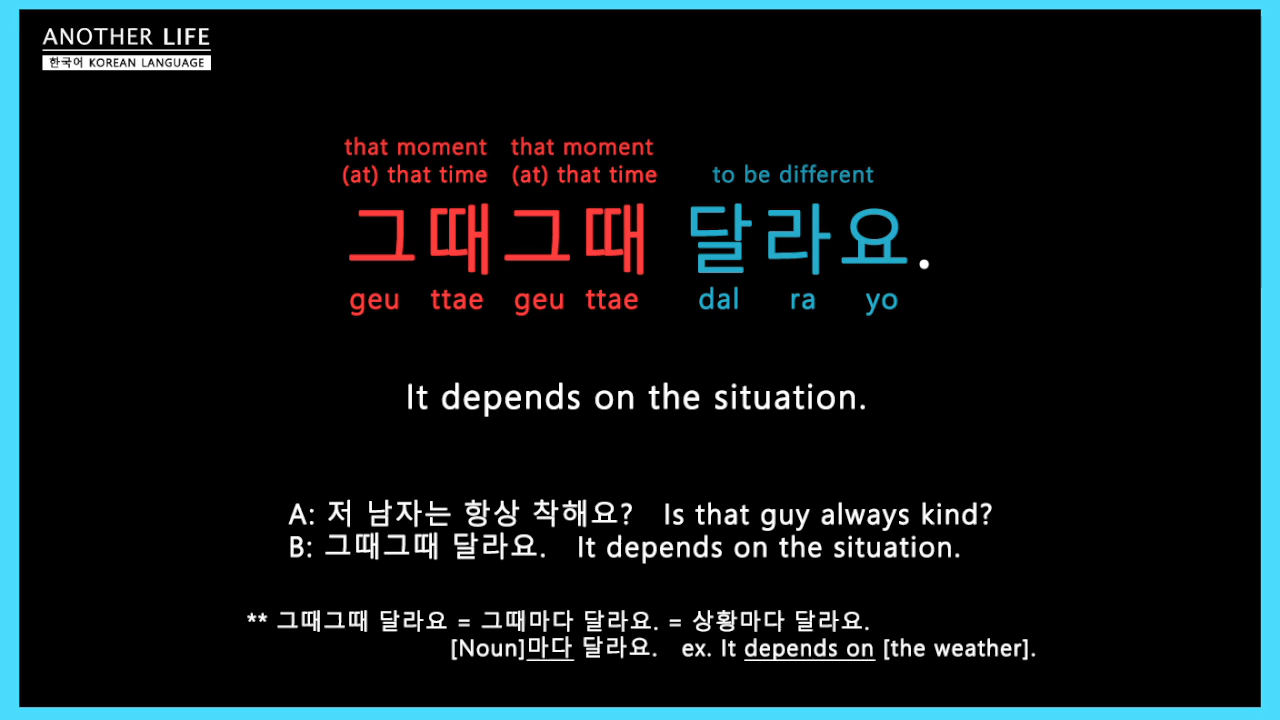 ANOTHER LIFE
한국어 KOREAN LANGUAGE
that moment that moment
(at) that time (at) that time to be different
그때그때 달라요.
geu ttae geu ttae dal ra yo
It depends on the situation.
A: 저 남자는 항상 착해요? Is that guy always kind?
B: 그때그때 달라요. It depends on the situation.
** 그때그때 달라요 = 그때마다 달라요. = 상황마다 달라요.
[Noun]마다 달라요. ex. It depends on [the weather].